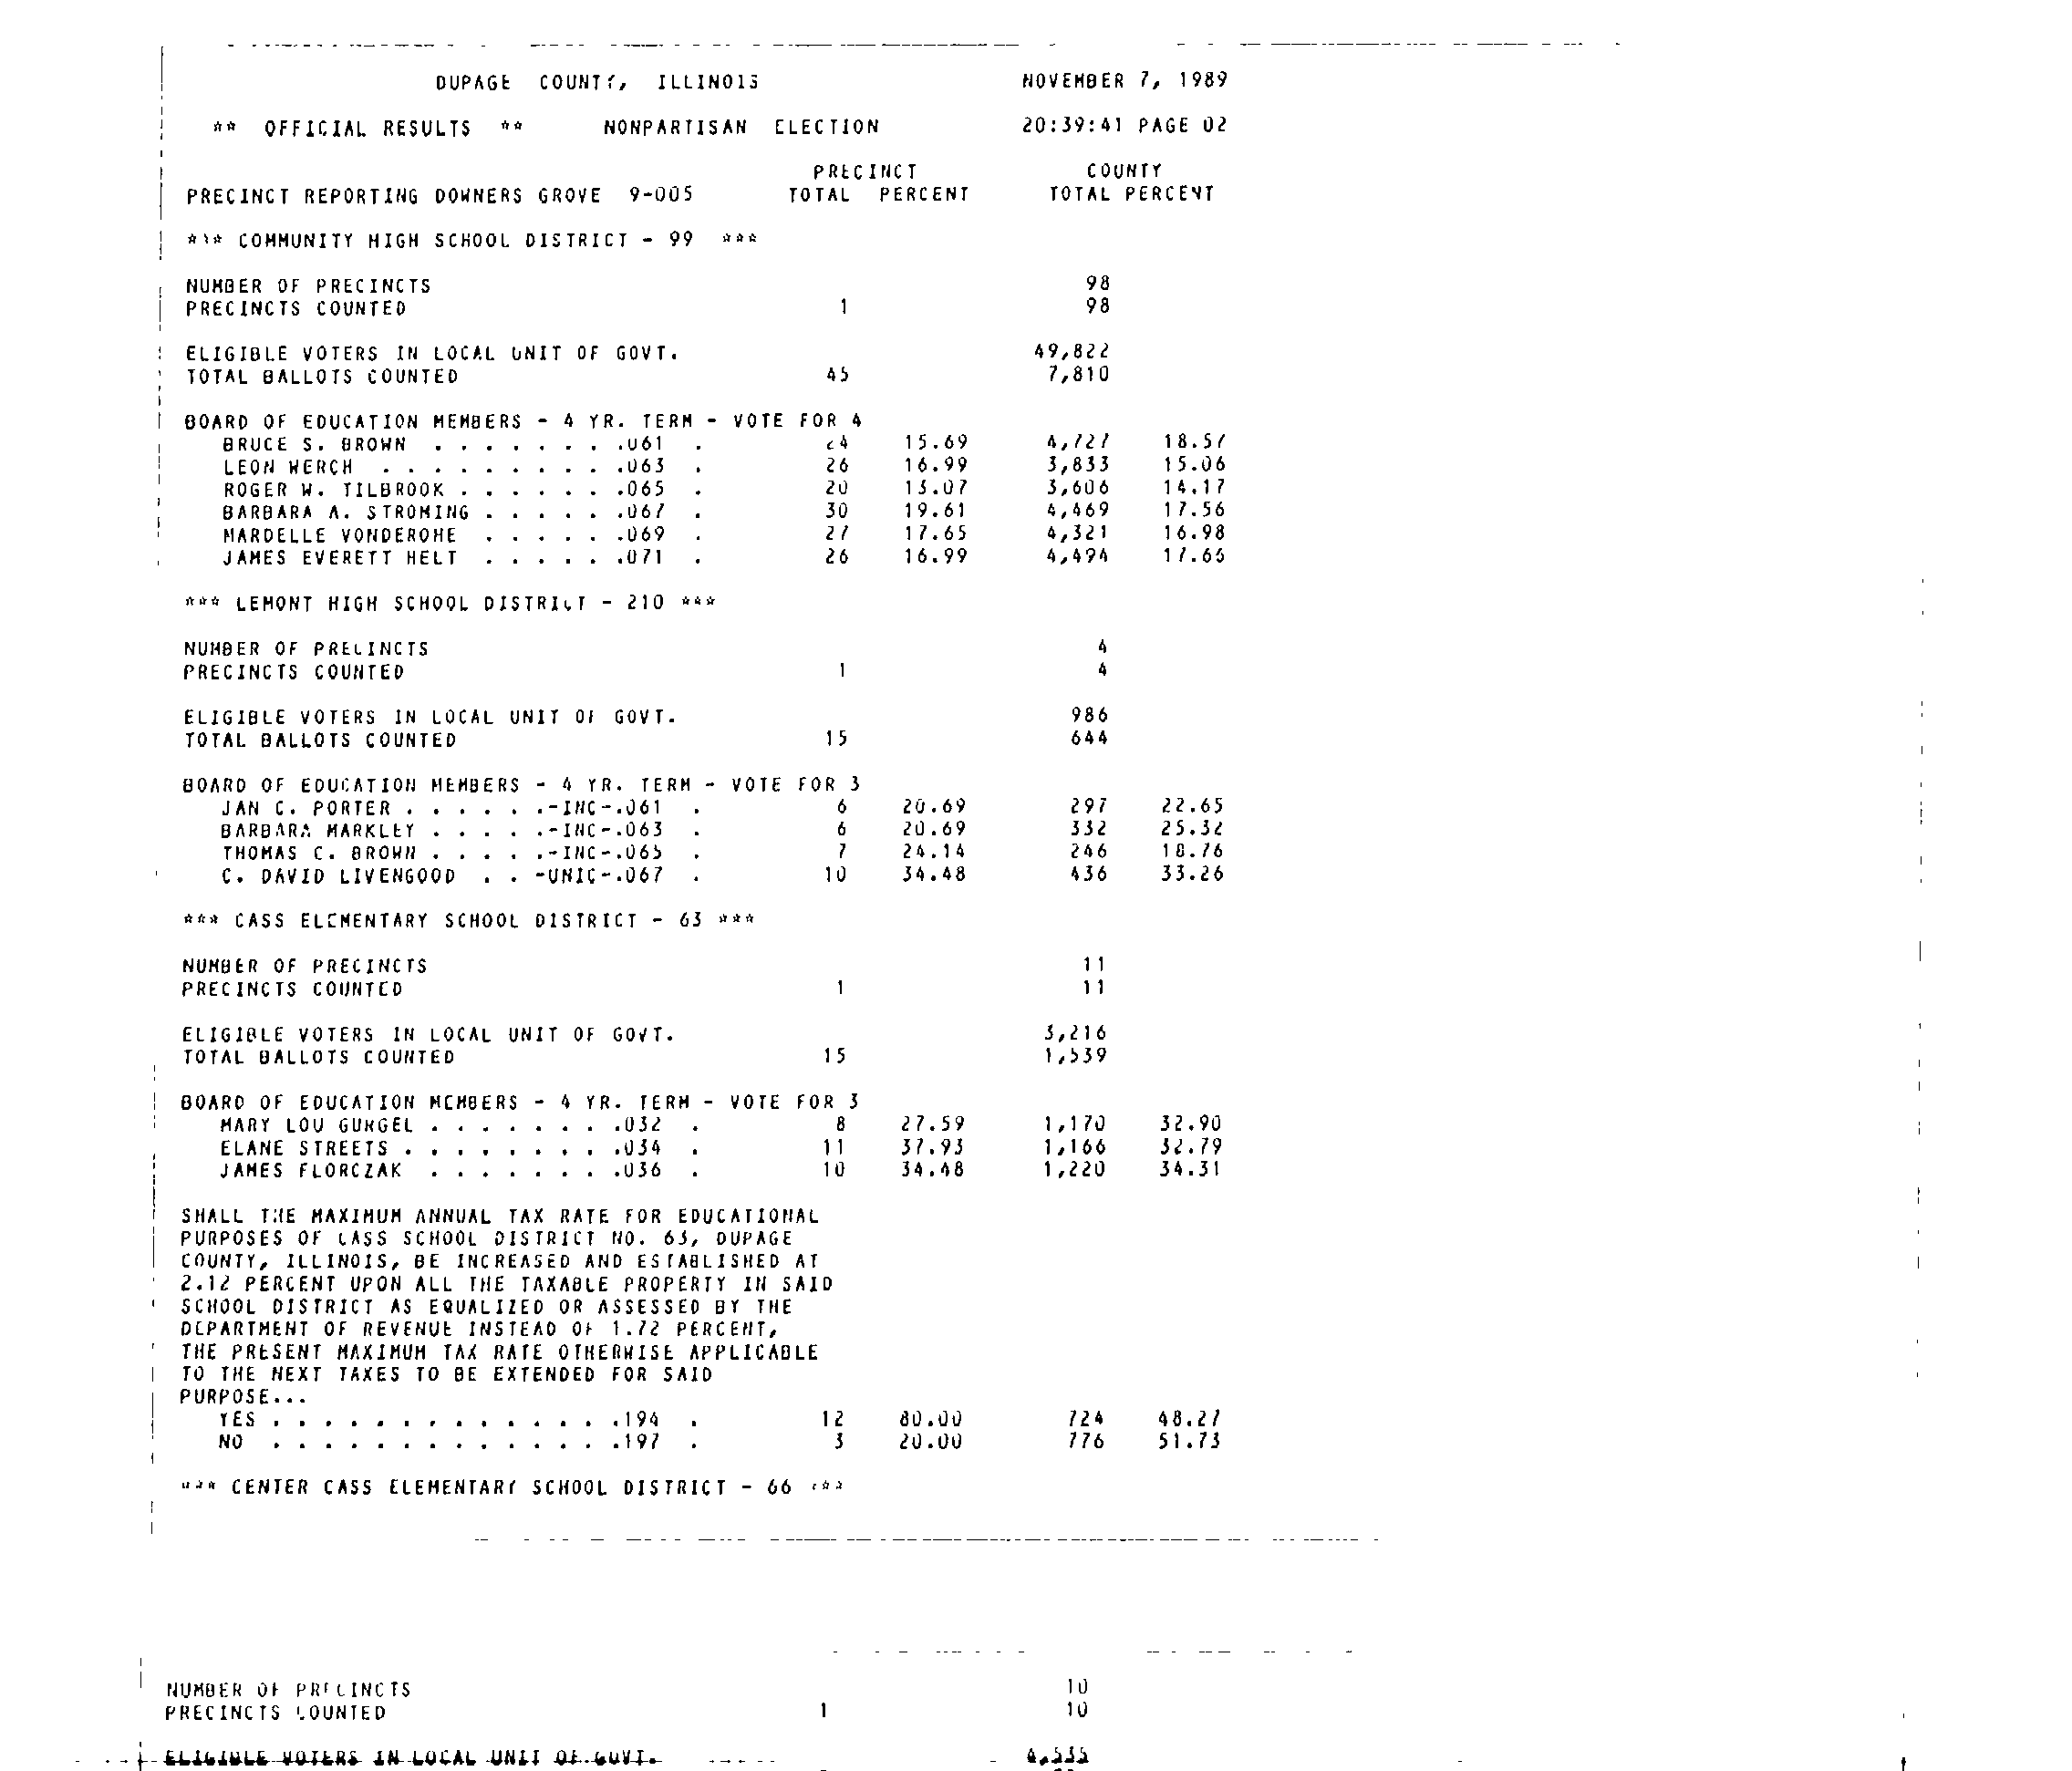 DUPAGE COUNTY, ILLINOIS NOVEMBER 7, 1989
** OFFICIAL RESULTS ** NONPARTISAN ELECTION 20:39:41 PAGE 02
PRECINCT COUNTY
PRECINCT REPORTING DOWNERS GROVE 9-005 TOTAL PERCENT TOTAL PERCENT
*** COMMUNITY HIGH SCHOOL DISTRICT - 99 ***
NUMBER OF PRECINCTS 98
PRECINCTS COUNTED 1 98
ELIGIBLE VOTERS IN LOCAL UNIT OF GOVT. 49,822
TOTAL BALLOTS COUNTED 45 7,810
BOARD OF EDUCATION MEMBERS - 4 YR. TERM - VOTE FOR 4
BRUCE S. BROWN . . . . . . . .061 . 24 15.69 4,727 18.57
LEON WERCH . . . . . . . . . .063 . 26 16.99 3,833 15.06
ROGER W. TILBROOK . . . . . . .065 . 20 13.07 3,606 14.17
BARBARA A. STROMING . . . . . .067 . 30 19.61 4,469 17.56
MARDELLE VONDEROHE . . . . . .069 . 27 17.65 4,321 16.98
JAMES EVERETT HELT . . . . . .071 . 26 16.99 4,494 17.66
*** LEMONT HIGH SCHOOL DISTRICT - 210 ***
NUMBER OF PRECINCTS 4
PRECINCTS COUNTED 1 4
ELIGIBLE VOTERS IN LOCAL UNIT OF GOVT. 986
TOTAL BALLOTS COUNTED 15 644
BOARD OF EDUCATION MEMBERS - 4 YR. TERM - VOTE FOR 3
JAN C. PORTER . . . . . .-INC-.061 . 6 20.69 297 22.65
BARBARA MARKLEY . . . . .-INC-.063 . 6 20.69 332 25.32
THOMAS C. BROWN . . . . .-INC-.065 . 7 24.14 246 18.76
C. DAVID LIVENGOOD . . -UNIC-.067 . 10 34.48 436 33.26
*** CASS ELEMENTARY SCHOOL DISTRICT - 63 ***
NUMBER OF PRECINCTS 11
PRECINCTS COUNTED 1 11
ELIGIBLE VOTERS IN LOCAL UNIT OF GOVT. 3,216
TOTAL BALLOTS COUNTED 15 1,539
BOARD OF EDUCATION MEMBERS - 4 YR. TERM - VOTE FOR 3
MARY LOU GURGEL . . . . . . . .032 . 8 27.59 1,170 32.90
ELANE STREETS . . . . . . . . .034 . 11 37.93 1,166 32.79
JAMES FLORCZAK . . . . . . . .036 . 10 34.48 1,220 34.31
SHALL THE MAXIMUM ANNUAL TAX RATE FOR EDUCATIONAL
PURPOSES OF CASS SCHOOL DISTRICT NO. 63, DUPAGE
COUNTY, ILLINOIS, BE INCREASED AND ESTABLISHED AT
2.12 PERCENT UPON ALL THE TAXABLE PROPERTY IN SAID
SCHOOL DISTRICT AS EQUALIZED OR ASSESSED BY THE
DEPARTMENT OF REVENUE INSTEAD OF 1.72 PERCENT,
THE PRESENT MAXIMUM TAX RATE OTHERWISE APPLICABLE
TO THE NEXT TAXES TO BE EXTENDED FOR SAID
PURPOSE...
YES . . . . . . . . . . . . . .194 . 12 80.00 724 48.27
NO . . . . . . . . . . . . . .197 . 3 20.00 776 51.73
*** CENTER CASS ELEMENTARY SCHOOL DISTRICT - 66 ***
NUMBER OF PRECINCTS 10
PRECINCTS COUNTED 1 10
ELIGIBLE VOTERS IN LOCAL UNIT OF GOVT. 4,535